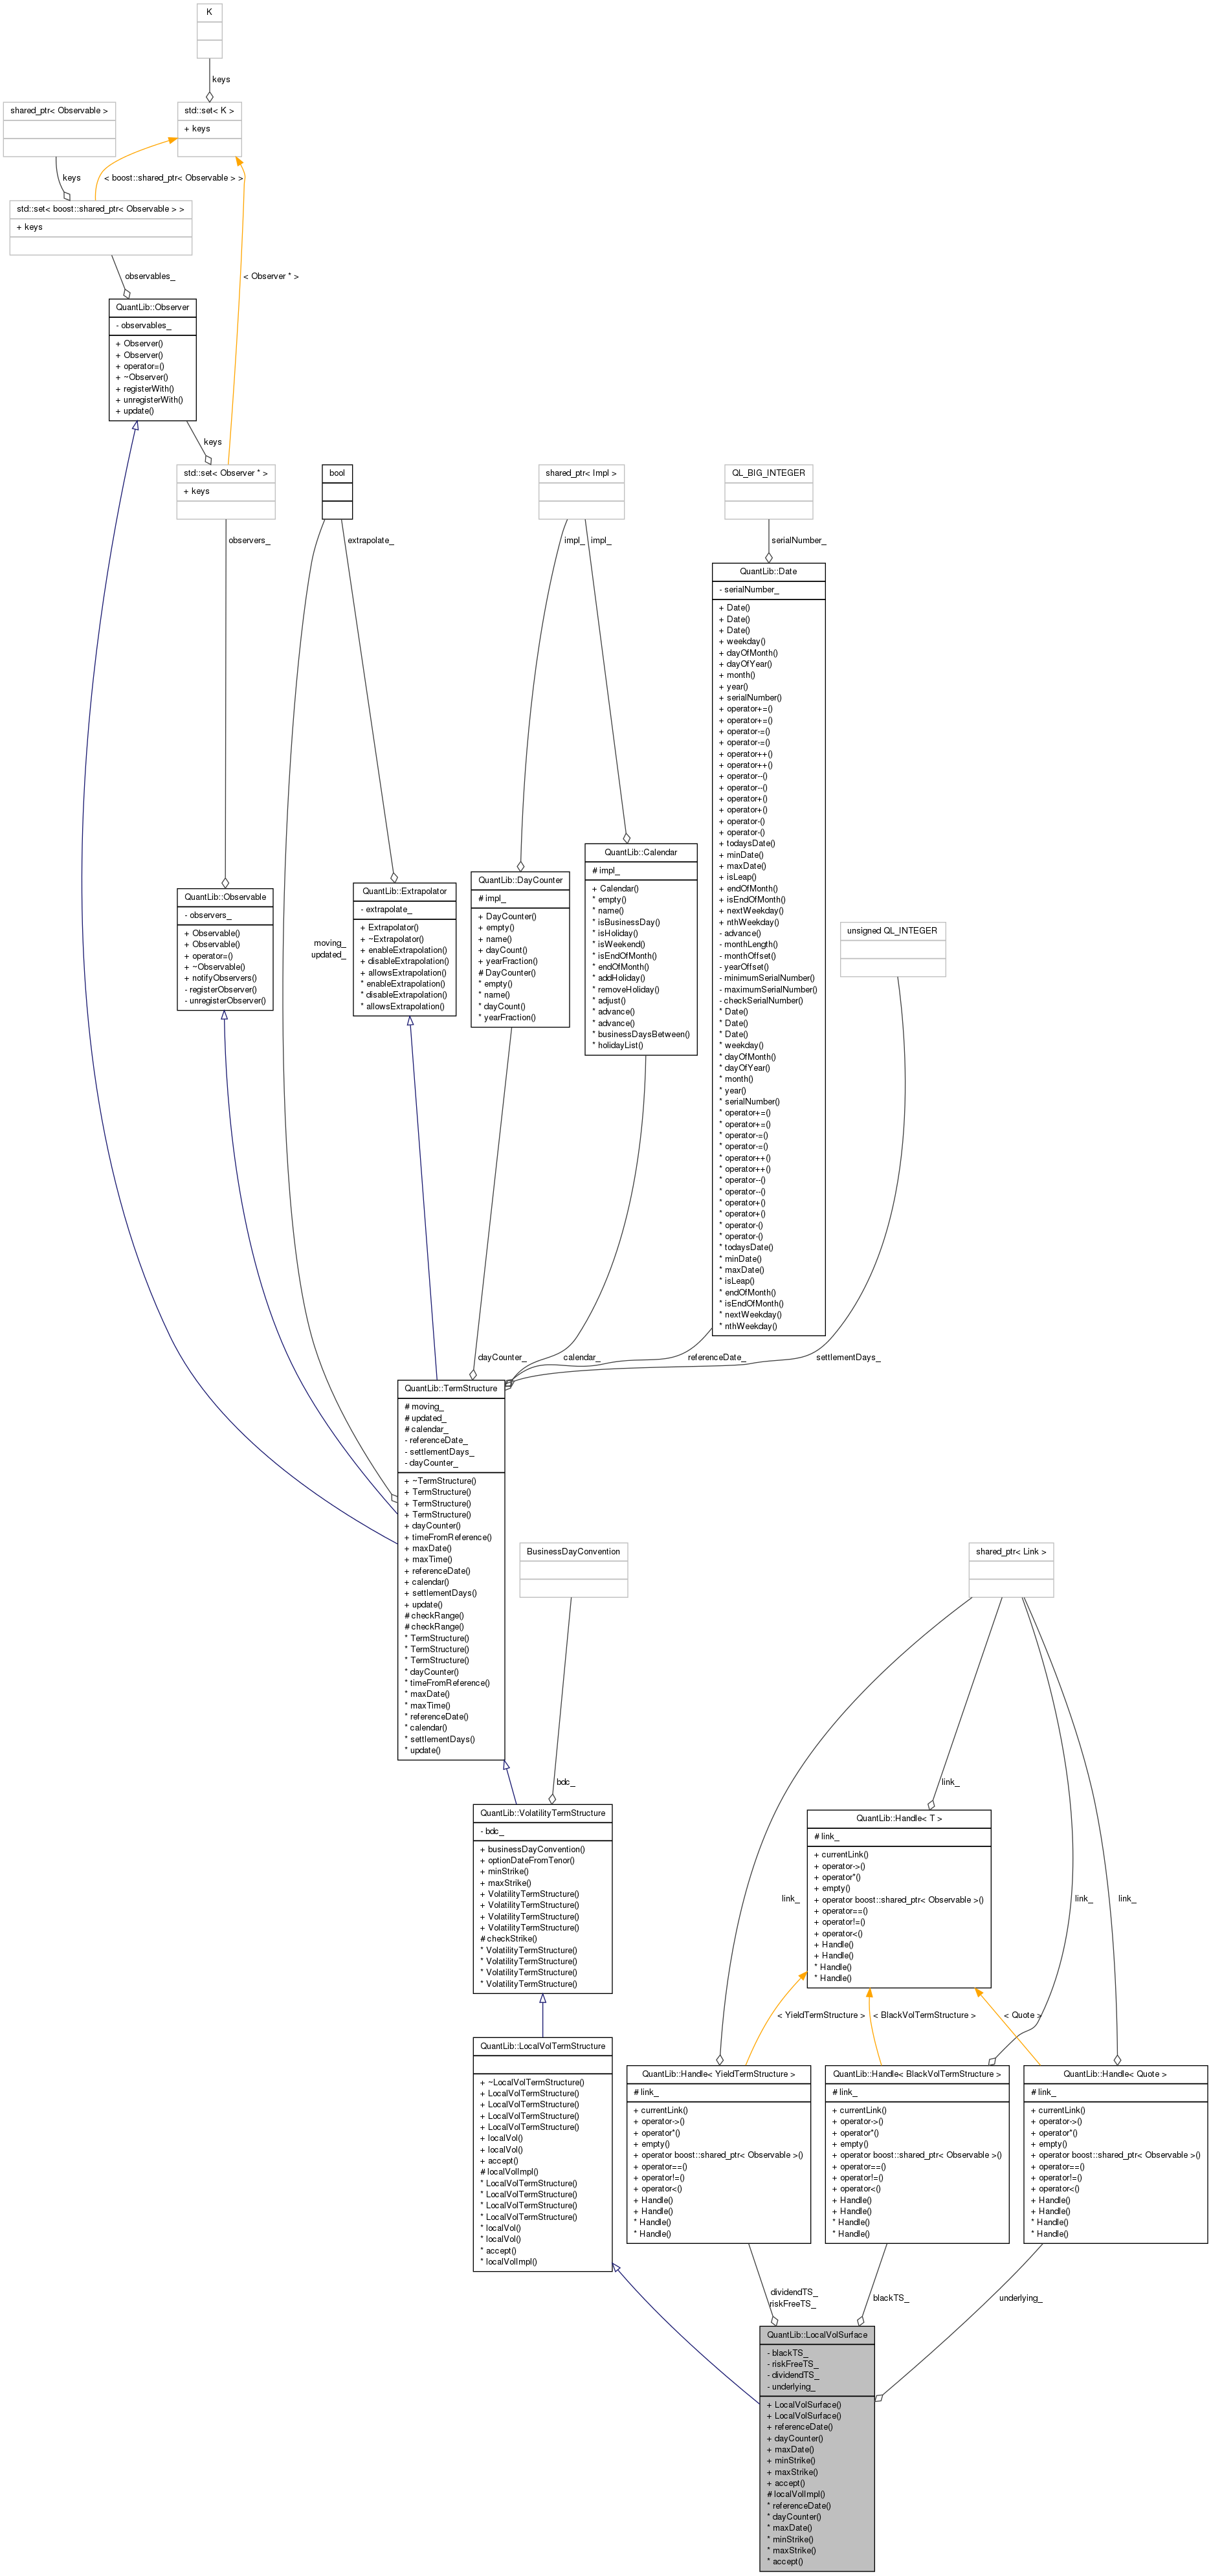 K
keys
shared_ptr< Observable >
std::set< K >
+ keys
keys
< boost::shared_ptr< Observable > >
std::set< boost::shared_ptr< Observable > >
+ keys
observables_
< Observer * >
QuantLib::Observer
- observables_
+ Observer()
+ Observer()
+ operator=()
+ ~Observer()
+ registerWith()
+ unregisterWith()
+ update()
keys
std::set< Observer * >
+ keys
bool
shared_ptr< Impl >
QL_BIG_INTEGER
observers_
extrapolate_
impl_
impl_
serialNumber_
QuantLib::Date
- serialNumber_
+ Date()
+ Date()
+ Date()
+ weekday()
+ dayOfMonth()
+ dayOfYear()
+ month()
+ year()
+ serialNumber()
+ operator+=()
+ operator+=()
+ operator-=()
+ operator-=()
+ operator++()
+ operator++()
+ operator--()
+ operator--()
+ operator+()
+ operator+()
+ operator-()
+ operator-()
+ todaysDate()
+ minDate()
+ maxDate()
+ isLeap()
+ endOfMonth()
+ isEndOfMonth()
+ nextWeekday()
+ nthWeekday()
- advance()
- monthLength()
- monthOffset()
- yearOffset()
- minimumSerialNumber()
- maximumSerialNumber()
- checkSerialNumber()
* Date()
* Date()
* Date()
* weekday()
* dayOfMonth()
* dayOfYear()
* month()
* year()
* serialNumber()
* operator+=()
* operator+=()
* operator-=()
* operator-=()
* operator++()
* operator++()
* operator--()
* operator--()
* operator+()
* operator+()
* operator-()
* operator-()
* todaysDate()
* minDate()
* maxDate()
* isLeap()
* endOfMonth()
* isEndOfMonth()
* nextWeekday()
* nthWeekday()
QuantLib::Calendar
# impl_
+ Calendar()
* empty()
* name()
* isBusinessDay()
* isHoliday()
* isWeekend()
* isEndOfMonth()
* endOfMonth()
* addHoliday()
* removeHoliday()
* adjust()
* advance()
* advance()
* businessDaysBetween()
* holidayList()
QuantLib::DayCounter
# impl_
+ DayCounter()
+ empty()
+ name()
+ dayCount()
+ yearFraction()
# DayCounter()
* empty()
* name()
* dayCount()
* yearFraction()
QuantLib::Extrapolator
- extrapolate_
+ Extrapolator()
+ ~Extrapolator()
+ enableExtrapolation()
+ disableExtrapolation()
+ allowsExtrapolation()
* enableExtrapolation()
* disableExtrapolation()
* allowsExtrapolation()
QuantLib::Observable
- observers_
+ Observable()
+ Observable()
+ operator=()
+ ~Observable()
+ notifyObservers()
- registerObserver()
- unregisterObserver()
moving_
updated_
unsigned QL_INTEGER
dayCounter_
calendar_
referenceDate_
settlementDays_
QuantLib::TermStructure
# moving_
# updated_
# calendar_
- referenceDate_
- settlementDays_
- dayCounter_
+ ~TermStructure()
+ TermStructure()
+ TermStructure()
+ TermStructure()
+ dayCounter()
+ timeFromReference()
+ maxDate()
+ maxTime()
+ referenceDate()
+ calendar()
+ settlementDays()
+ update()
# checkRange()
# checkRange()
* TermStructure()
* TermStructure()
* TermStructure()
* dayCounter()
* timeFromReference()
* maxDate()
* maxTime()
* referenceDate()
* calendar()
* settlementDays()
* update()
BusinessDayConvention
shared_ptr< Link >
bdc_
link_
QuantLib::VolatilityTermStructure
- bdc_
+ businessDayConvention()
+ optionDateFromTenor()
+ minStrike()
+ maxStrike()
+ VolatilityTermStructure()
+ VolatilityTermStructure()
+ VolatilityTermStructure()
+ VolatilityTermStructure()
# checkStrike()
* VolatilityTermStructure()
* VolatilityTermStructure()
* VolatilityTermStructure()
* VolatilityTermStructure()
QuantLib::Handle< T >
# link_
+ currentLink()
+ operator->()
+ operator*()
+ empty()
+ operator boost::shared_ptr< Observable >()
+ operator==()
+ operator!=()
+ operator<()
+ Handle()
+ Handle()
* Handle()
* Handle()
link_
link_
link_
< YieldTermStructure >
< BlackVolTermStructure >
< Quote >
QuantLib::LocalVolTermStructure
+ ~LocalVolTermStructure()
+ LocalVolTermStructure()
+ LocalVolTermStructure()
+ LocalVolTermStructure()
+ LocalVolTermStructure()
+ localVol()
+ localVol()
+ accept()
# localVolImpl()
* LocalVolTermStructure()
* LocalVolTermStructure()
* LocalVolTermStructure()
* LocalVolTermStructure()
* localVol()
* localVol()
* accept()
* localVolImpl()
QuantLib::Handle< YieldTermStructure >
# link_
+ currentLink()
+ operator->()
+ operator*()
+ empty()
+ operator boost::shared_ptr< Observable >()
+ operator==()
+ operator!=()
+ operator<()
+ Handle()
+ Handle()
* Handle()
* Handle()
QuantLib::Handle< BlackVolTermStructure >
# link_
+ currentLink()
+ operator->()
+ operator*()
+ empty()
+ operator boost::shared_ptr< Observable >()
+ operator==()
+ operator!=()
+ operator<()
+ Handle()
+ Handle()
* Handle()
* Handle()
QuantLib::Handle< Quote >
# link_
+ currentLink()
+ operator->()
+ operator*()
+ empty()
+ operator boost::shared_ptr< Observable >()
+ operator==()
+ operator!=()
+ operator<()
+ Handle()
+ Handle()
* Handle()
* Handle()
dividendTS_
riskFreeTS_
blackTS_
underlying_
QuantLib::LocalVolSurface
- blackTS_
- riskFreeTS_
- dividendTS_
- underlying_
+ LocalVolSurface()
+ LocalVolSurface()
+ referenceDate()
+ dayCounter()
+ maxDate()
+ minStrike()
+ maxStrike()
+ accept()
# localVolImpl()
* referenceDate()
* dayCounter()
* maxDate()
* minStrike()
* maxStrike()
* accept()